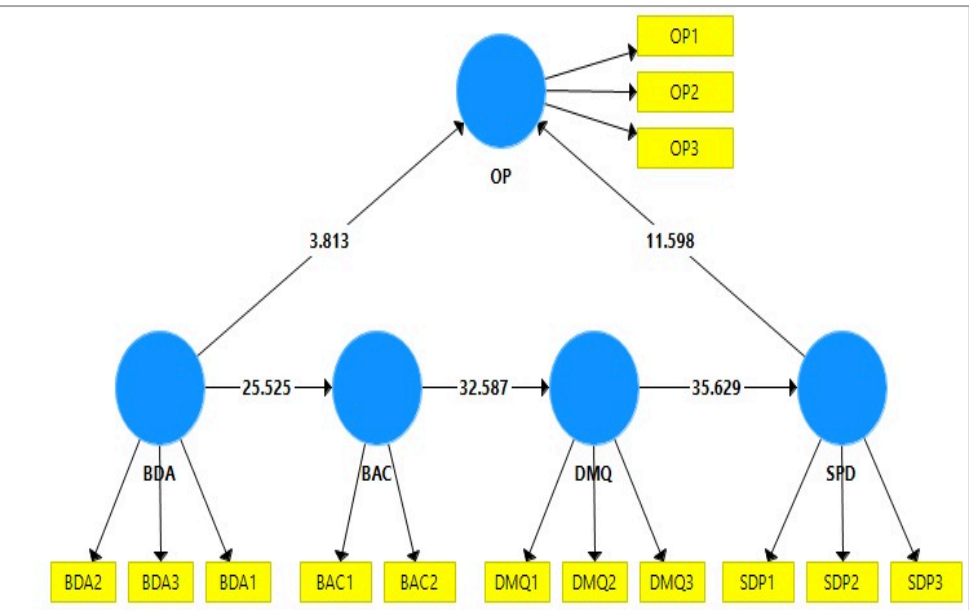 OP1
OP2
OP3
OP
3.813
11.598
25.525
32.587
35.629
BDA
BAC
DMQ
SPD
BDA2
BDA3
BDA1
BAC1
BAC2
DMQ1
DMQ2
DMQ3
SDP1
SDP2
SDP3